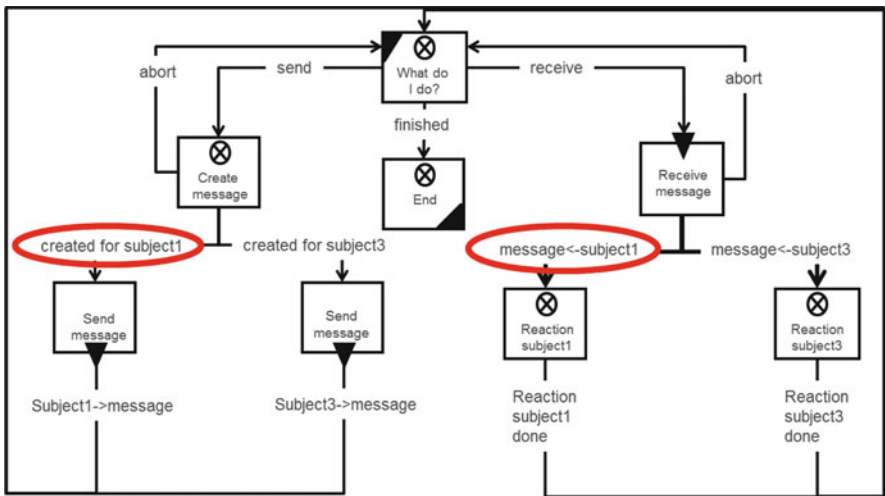 abort
send
What do
I do?
receive
abort
finished
Create
message
End
Receive
message
created for subject1
created for subject3
message<-subject1
message<-subject3
Send
message
Send
message
Reaction
subject1
Reaction
subject3
Subject1->message
Subject3->message
Reaction
subject1
done
Reaction
subject3
done